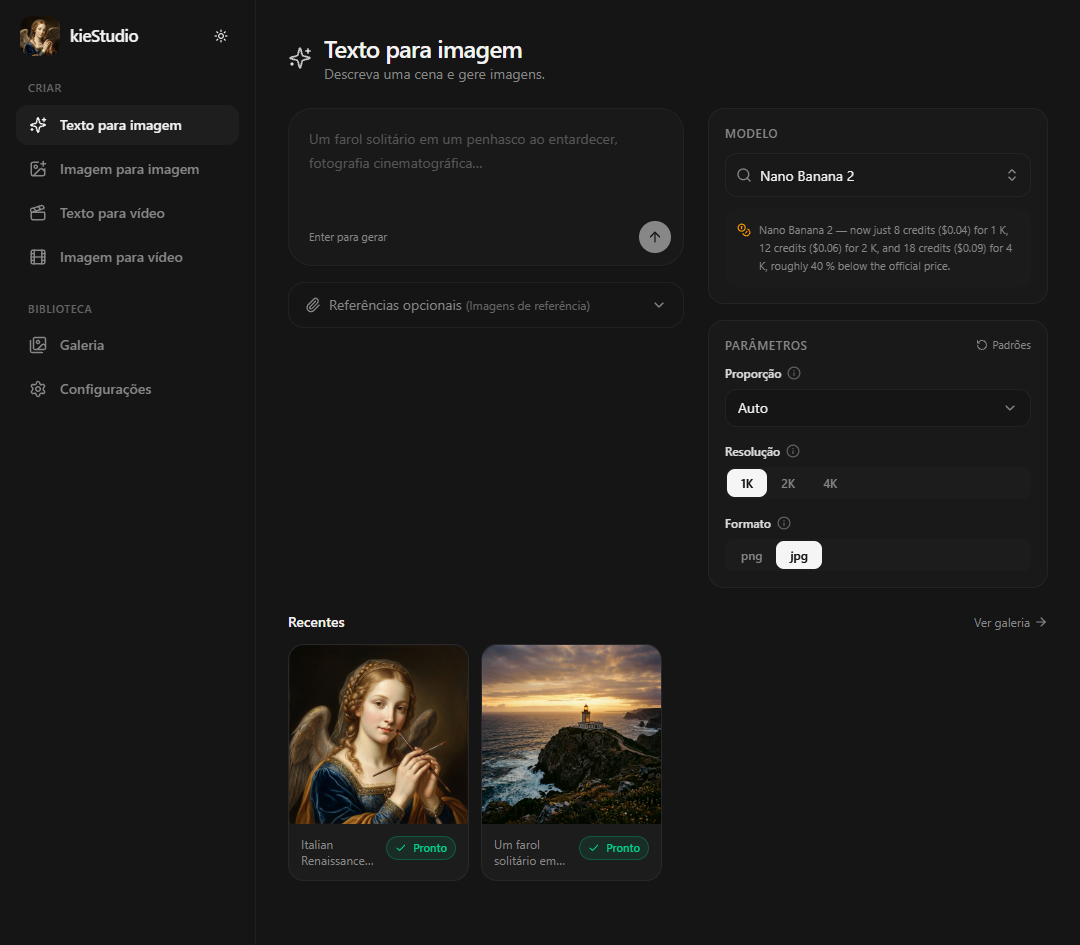 kieStudio
CRIAR
Texto para imagem
Imagem para imagem
Texto para vídeo
Imagem para vídeo
BIBLIOTECA
Galeria
Configurações
Texto para imagem
Descreva uma cena e gere imagens.
Um farol solitário em um penhasco ao entardecer,
fotografia cinematográfica...
Enter para gerar
Referências opcionais (Imagens de referência)
MODELO
Nano Banana 2
Nano Banana 2 — now just 8 credits ($0.04) for 1 K,
12 credits ($0.06) for 2 K, and 18 credits ($0.09) for 4
K, roughly 40 % below the official price.
PARÂMETROS
Padrões
Proporção
Auto
Resolução
1K 2K 4K
Formato
png jpg
Recentes
Ver galeria
Italian
Renaissance...
Pronto
Um farol
solitário em...
Pronto